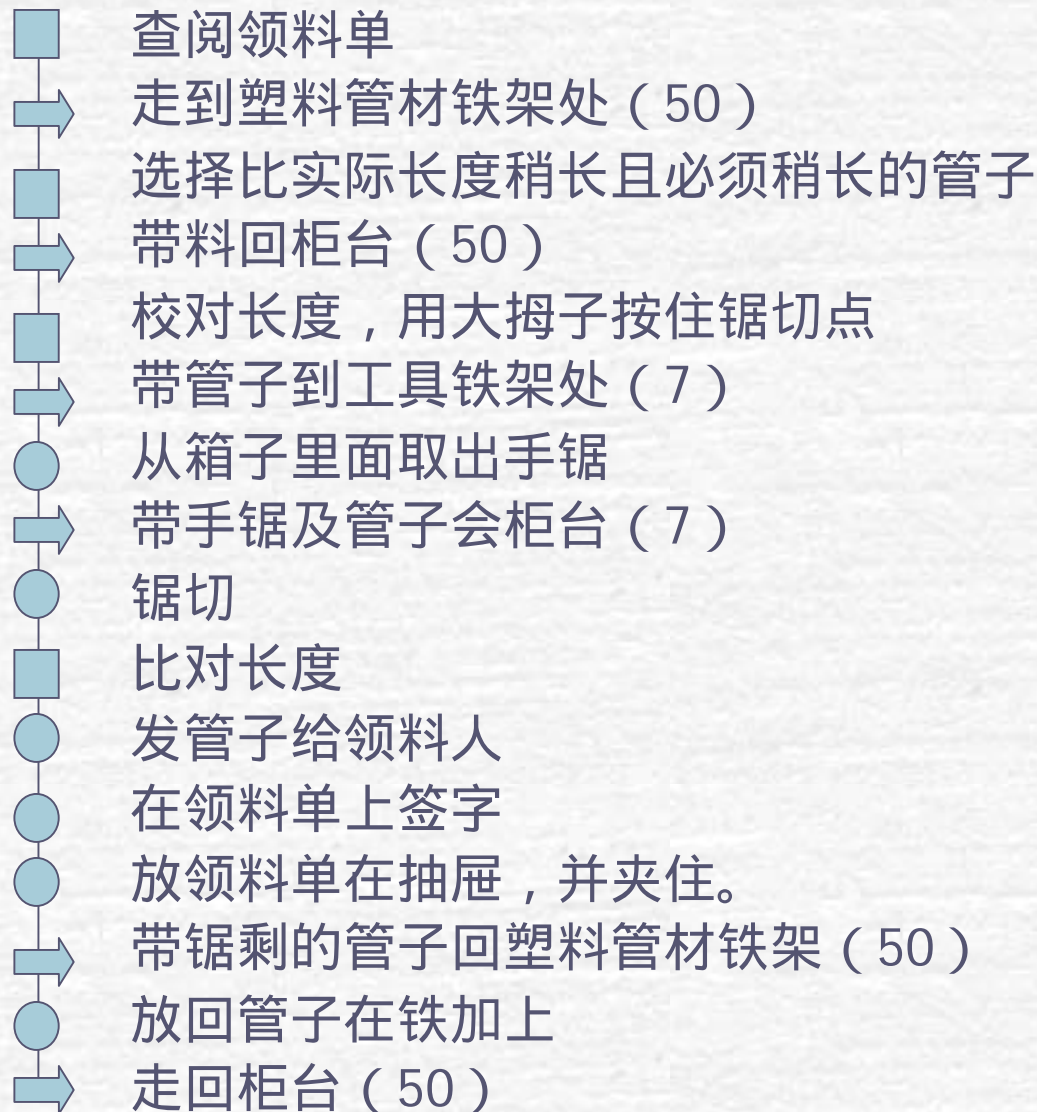 查阅领料单
走到塑料管材铁架处（50）
选择比实际长度稍长且必须稍长的管子
带料回柜台（50）
校对长度，用大拇子按住锯切点
带管子到工具铁架处（7）
从箱子里面取出手锯
带手锯及管子会柜台（7）
锯切
比对长度
发管子给领料人
在领料单上签字
放领料单在抽屉，并夹住。
带锯剩的管子回塑料管材铁架（50）
放回管子在铁加上
走回柜台（50）